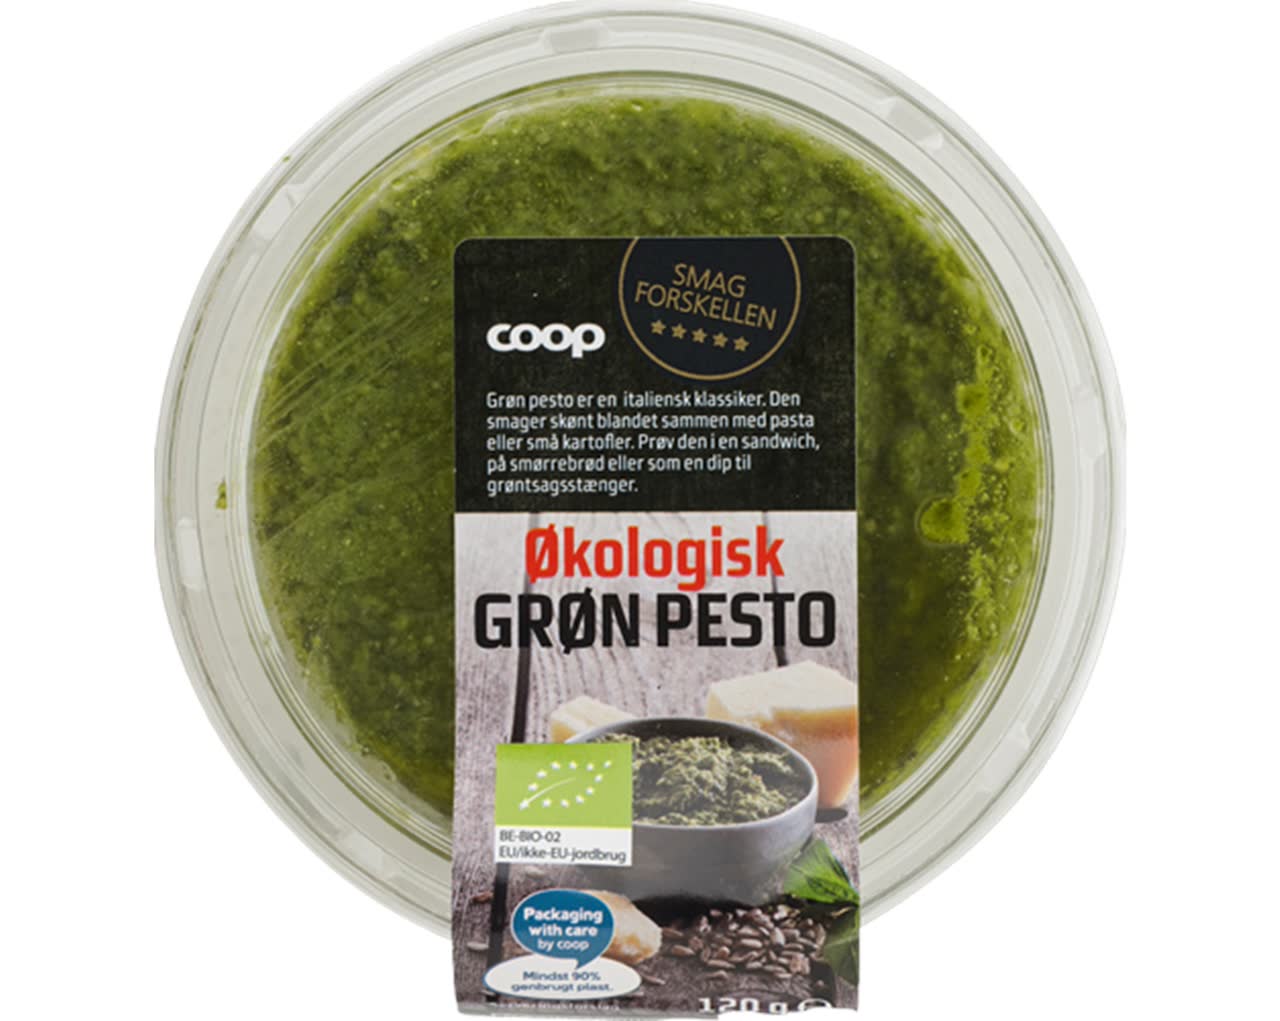 SMAG
FORSKELLEN
coop
Grøn pesto er en italiensk klassiker. Den
smager skønt blandet sammen med pasta
eller små kartofler. Prøv den i en sandwich,
på smørrebrød eller som en dip til
grøntsagsstænger.
Økologisk
GRØN PESTO
BE-BIO-02
EU/ikke-EU-jordbrug
Packaging
with care
by coop
Mindst 90%
genbrugt plast.
120 g